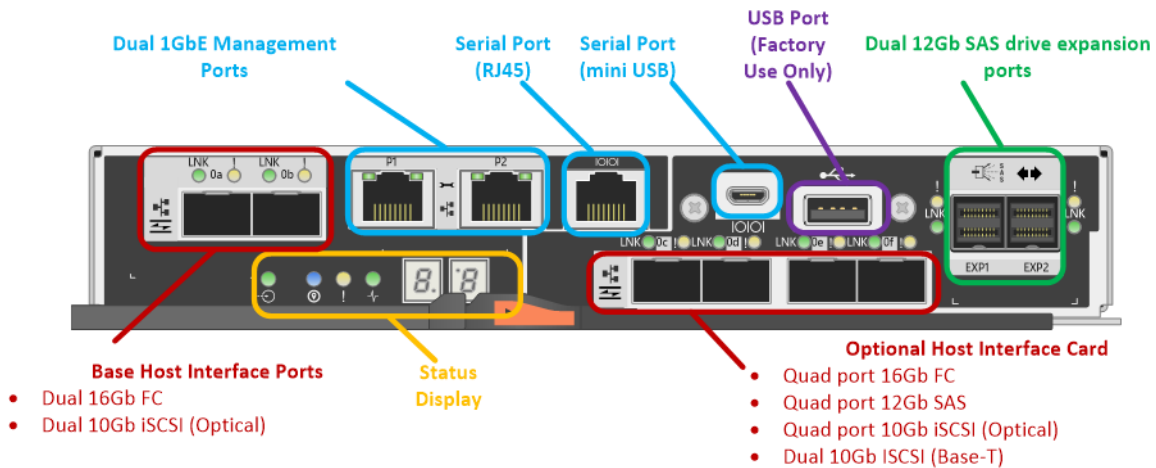 Dual 1GbE Management
Ports
Serial Port
(RJ45)
Serial Port
(mini USB)
USB Port
(Factory
Use Only)
Dual 12Gb SAS drive expansion
ports
LNK ! LNK !
0a 0b
P1
P2
IOIOI
SAS
!
LNK
!
LNK
IOIOI
LNK 0c ! LNK 0d ! LNK 0e ! LNK 0f !
EXP1 EXP2
!
8. 8
Base Host Interface Ports
• Dual 16Gb FC
• Dual 10Gb iSCSI (Optical)
Status
Display
Optional Host Interface Card
• Quad port 16Gb FC
• Quad port 12Gb SAS
• Quad port 10Gb iSCSI (Optical)
• Dual 10Gb ISCSI (Base-T)